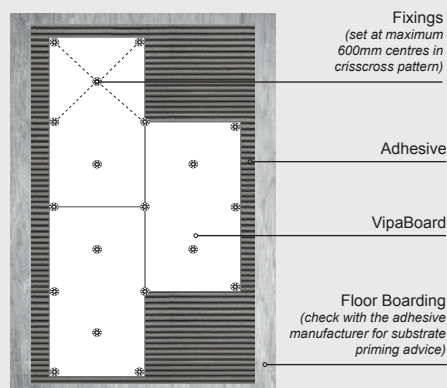 Fixings
(set at maximum
600mm centres in
crisscross pattern)
Adhesive
VipaBoard
Floor Boarding
(check with the adhesive
manufacturer for substrate
priming advice)